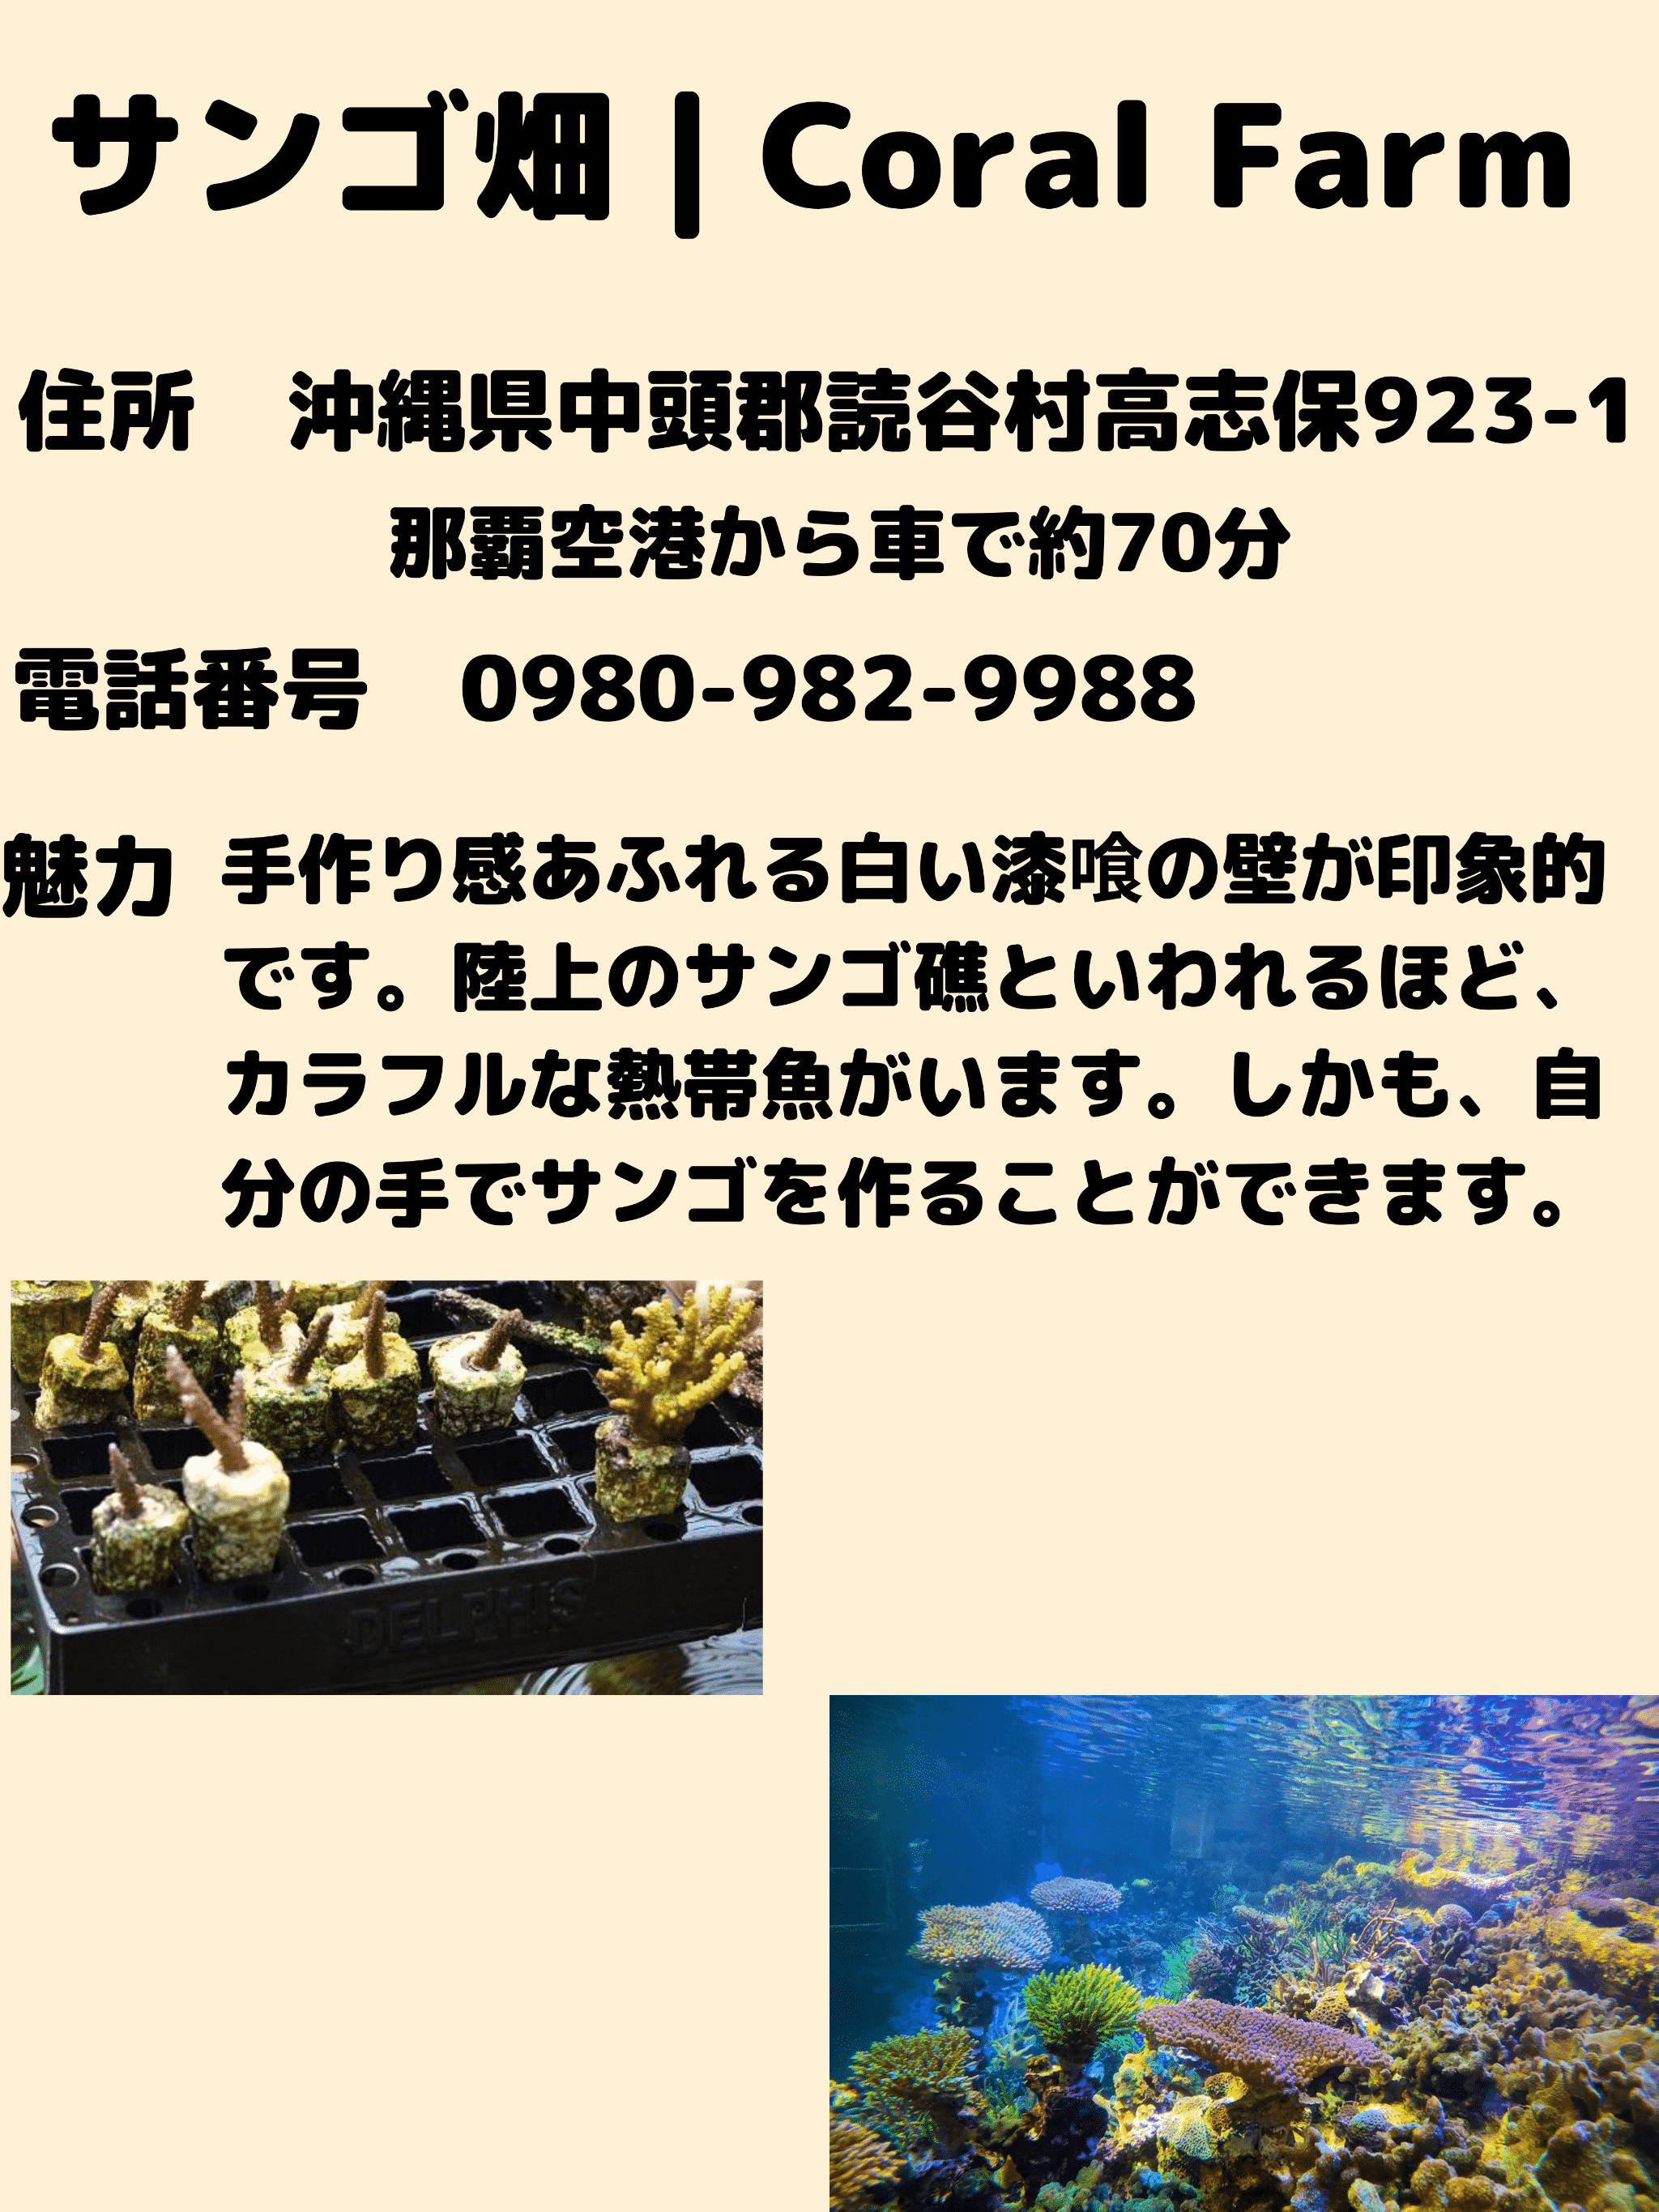 サンゴ畑 | Coral Farm
住所　沖縄県中頭郡読谷村高志保923-1
那覇空港から車で約70分
電話番号　0980-982-9988
魅力 手作り感あふれる白い漆喰の壁が印象的
です。陸上のサンゴ礁といわれるほど、
カラフルな熱帯魚がいます。しかも、自
分の手でサンゴを作ることができます。
DELPHIS